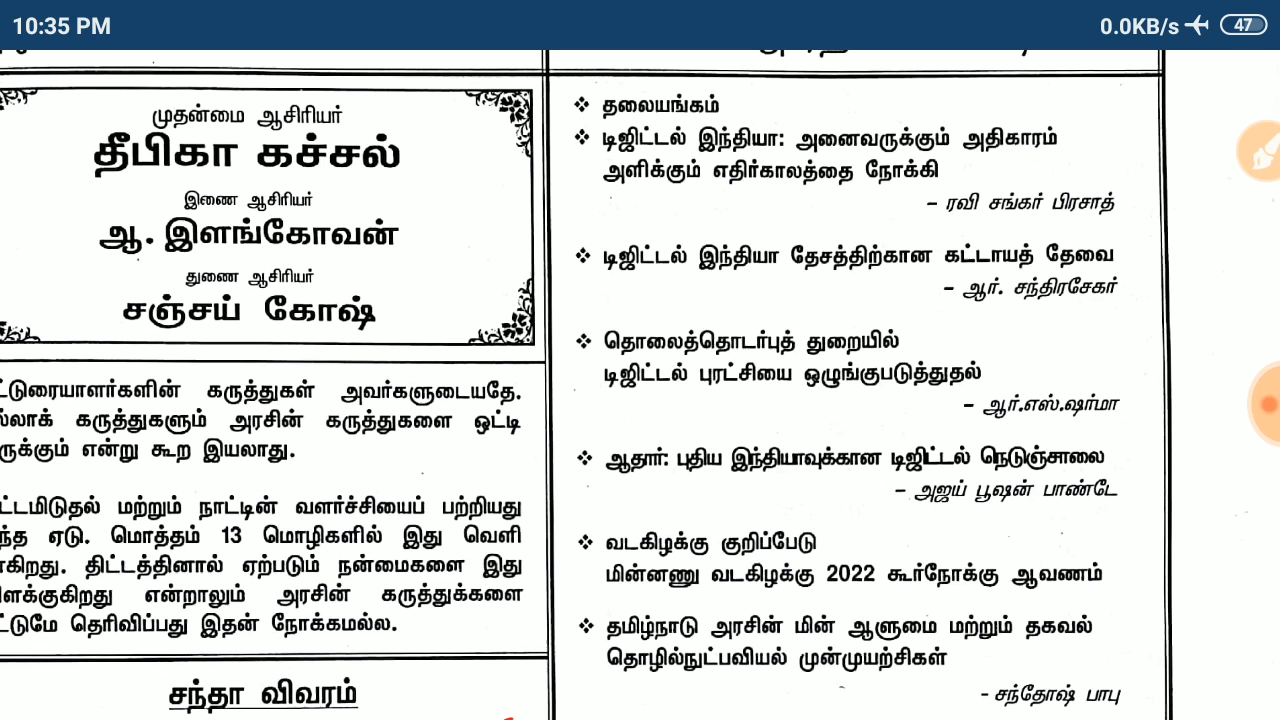 10:35 PM
0.0KB/s
47
முதன்மை ஆசிரியர்
தீபிகா கச்சல்
இணை ஆசிரியர்
ஆ. இளங்கோவன்
துணை ஆசிரியர்
சஞ்சய் கோஷ்
கருத்துகள் அவர்களுடையதே.
கருத்துகளும் அரசின் கருத்துகளை ஒட்டி
என்று கூற இயலாது.
மற்றும் நாட்டின் வளர்ச்சியைப் பற்றியது
ஏடு. மொத்தம் 13 மொழிகளில் இது வெளி
திட்டத்தினால் ஏற்படும் நன்மைகளை இது
என்றாலும் அரசின் கருத்துக்களை
தெரிவிப்பது இதன் நோக்கமல்ல.
சந்தா விவரம்
❖ தலையங்கம்
❖ டிஜிட்டல் இந்தியா: அனைவருக்கும் அதிகாரம்
அளிக்கும் எதிர்காலத்தை நோக்கி
– ரவி சங்கர் பிரசாத்
❖ டிஜிட்டல் இந்தியா தேசத்திற்கான கட்டாயத் தேவை
– ஆர். சந்திரசேகர்
❖ தொலைத்தொடர்புத் துறையில்
டிஜிட்டல் புரட்சியை ஒழுங்குபடுத்துதல்
– ஆர்.எஸ்.ஷர்மா
❖ ஆதார்: புதிய இந்தியாவுக்கான டிஜிட்டல் நெடுஞ்சாலை
– அஜய் பூஷன் பாண்டே
❖ வடகிழக்கு குறிப்பேடு
மின்னணு வடகிழக்கு 2022 கூர்நோக்கு ஆவணம்
❖ தமிழ்நாடு அரசின் மின் ஆளுமை மற்றும் தகவல்
தொழில்நுட்பவியல் முன்முயற்சிகள்
- சந்தோஷ் பாபு